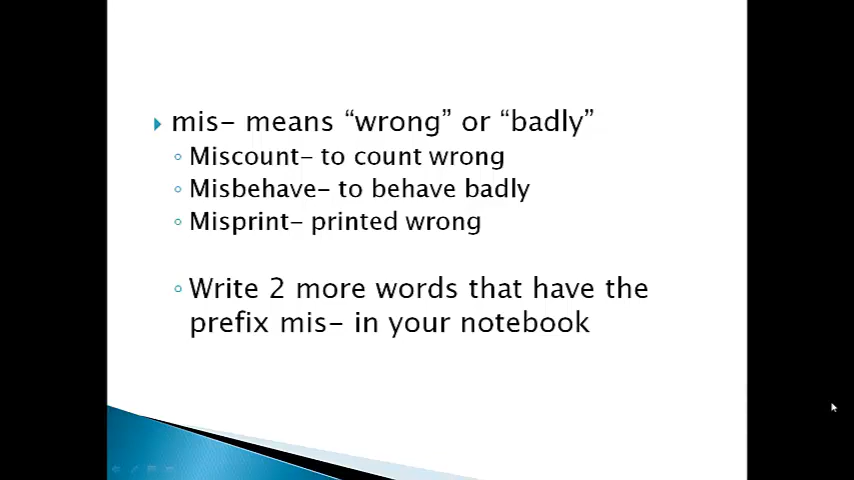 mis- means “wrong” or “badly”
Miscount- to count wrong
Misbehave- to behave badly
Misprint- printed wrong
Write 2 more words that have the
prefix mis- in your notebook